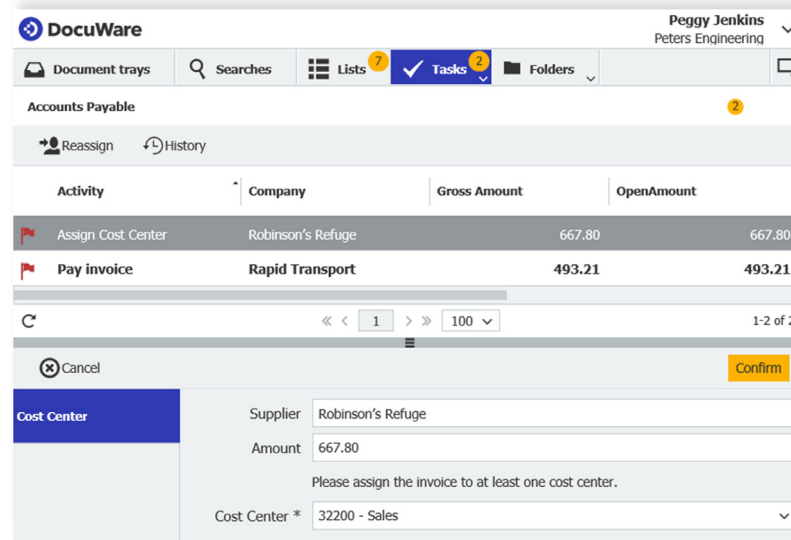 DocuWare
Peggy Jenkins
Peters Engineering
Document trays Searches Lists 7 Tasks 2 Folders
Accounts Payable 2
Reassign History
Activity Company Gross Amount OpenAmount
Assign Cost Center Robinson's Refuge 667.80 667.80
Pay invoice Rapid Transport 493.21 493.21
1 100 1-2 of 2
Cancel Confirm
Cost Center Supplier Robinson's Refuge
Amount 667.80
Please assign the invoice to at least one cost center.
Cost Center * 32200 - Sales